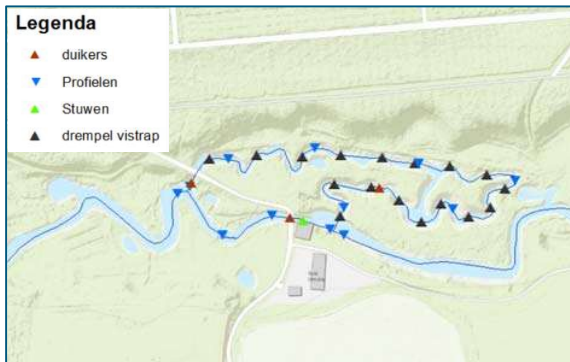 Legenda
duikers
Profielen
Stuwen
drempel vistrap